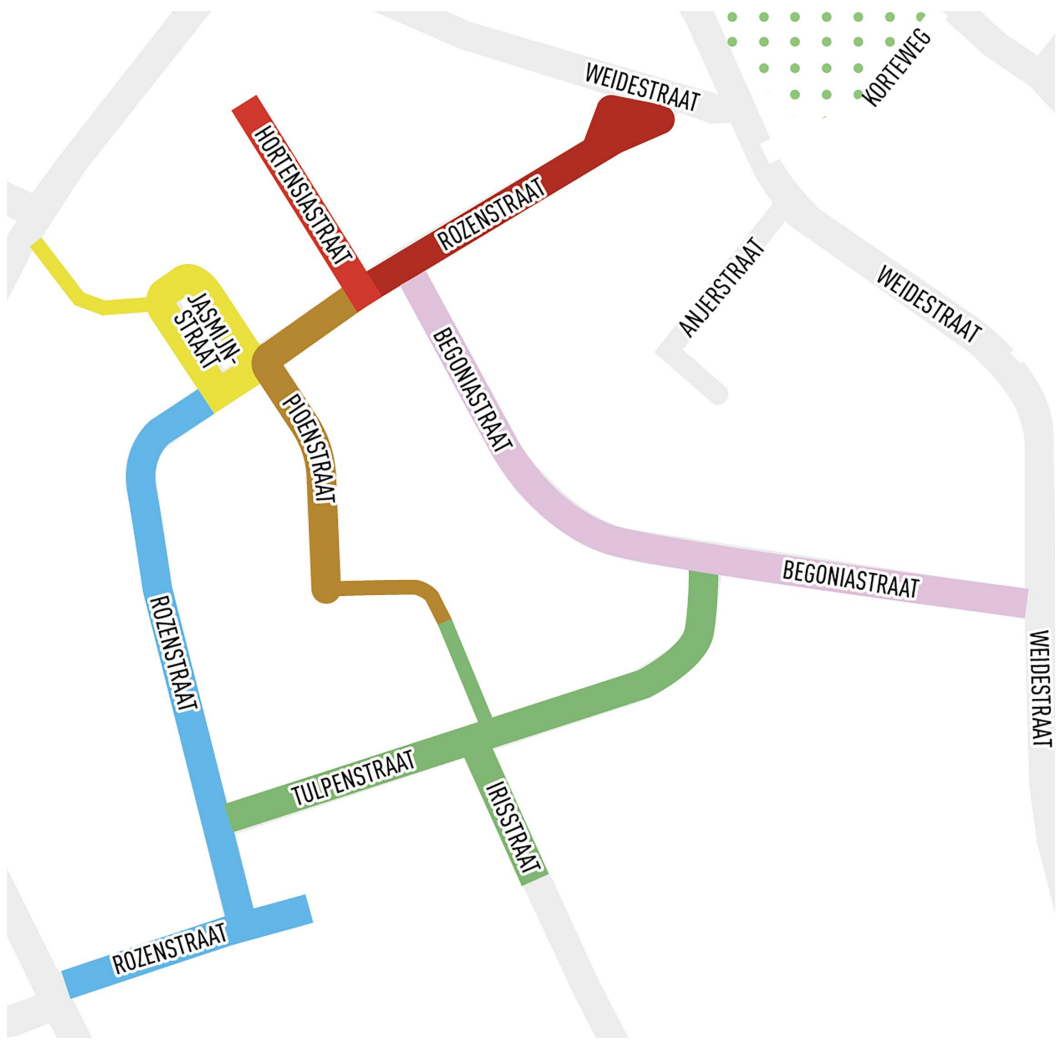 KORTEWEG
WEIDESTRAAT
HORTENSIASTRAAT
ROZENSTRAAT
ANJERSTRAAT
WEIDESTRAAT
JASMIJN-
STRAAT
BEGONIASTRAAT
PIOENSTRAAT
BEGONIASTRAAT
ROZENSTRAAT
WEIDESTRAAT
TULPENSTRAAT
IRISSTRAAT
ROZENSTRAAT